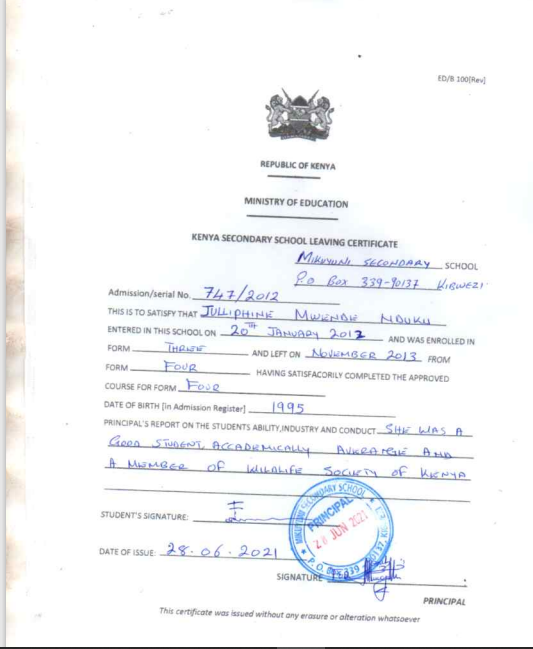 ED/B 100[Rev]
REPUBLIC OF KENYA
MINISTRY OF EDUCATION
KENYA SECONDARY SCHOOL LEAVING CERTIFICATE
MIKUYUNI SECONDARY SCHOOL
P.O BOX 339-90137 KIBWEZI
Admission/serial No. 747/2012
THIS IS TO SATISFY THAT JULLIPHINE MWENDE NDUKU
ENTERED IN THIS SCHOOL ON 20TH JANUARY 2012 AND WAS ENROLLED IN
FORM THREE AND LEFT ON NOVEMBER 2013 FROM
FORM FOUR HAVING SATISFACORILY COMPLETED THE APPROVED
COURSE FOR FORM FOUR
DATE OF BIRTH [in Admission Register] 1995
PRINCIPAL'S REPORT ON THE STUDENTS ABILITY,INDUSTRY AND CONDUCT SHE WAS A
GOOD STUDENT, ACCADEMICALLY AVERANGE AND
A MEMBER OF WILDLIFE SOCIETY OF KENYA
STUDENT'S SIGNATURE:
MIKUYUNI SECONDARY SCHOOL
PRINCIPAL
JUN 2021
P.O. BOX 339
DATE OF ISSUE: 28.06.2021
SIGNATURE
PRINCIPAL
This certificate was issued without any erasure or alteration whatsoever